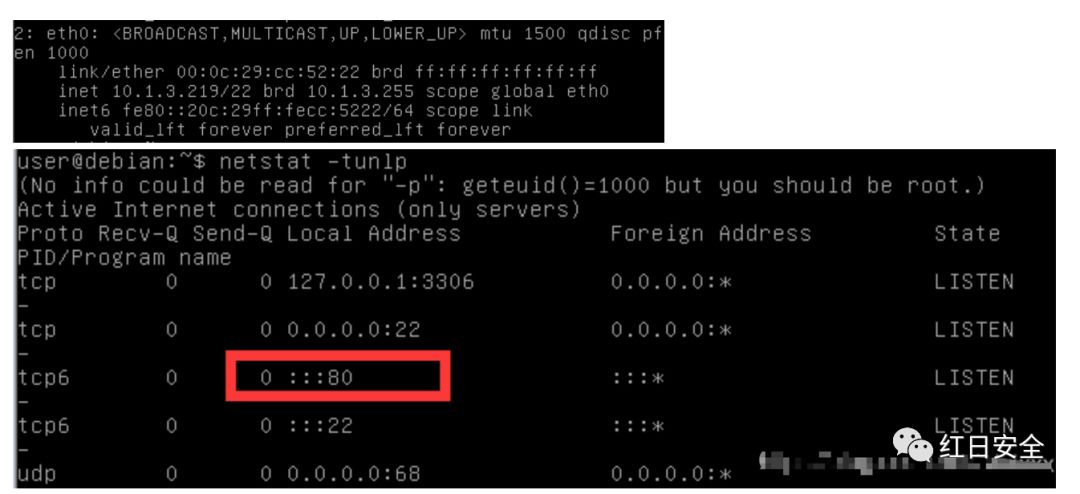 2: eth0: <BROADCAST,MULTICAST,UP,LOWER_UP> mtu 1500 qdisc pf
en 1000
link/ether 00:0c:29:cc:52:22 brd ff:ff:ff:ff:ff:ff
inet 10.1.3.219/22 brd 10.1.3.255 scope global eth0
inet6 fe80::20c:29ff:fecc:5222/64 scope link
valid_lft forever preferred_lft forever
user@debian:~$ netstat -tunlp
(No info could be read for "-p": geteuid()=1000 but you should be root.)
Active Internet connections (only servers)
Proto Recv-Q Send-Q Local Address Foreign Address State
PID/Program name
tcp 0 0 127.0.0.1:3306 0.0.0.0:* LISTEN
-
tcp 0 0 0.0.0.0:22 0.0.0.0:* LISTEN
-
tcp6 0 0 :::80 :::* LISTEN
-
tcp6 0 0 :::22 :::* LISTEN
-
udp 0 0 0.0.0.0:68 0.0.0.0:*
红日安全